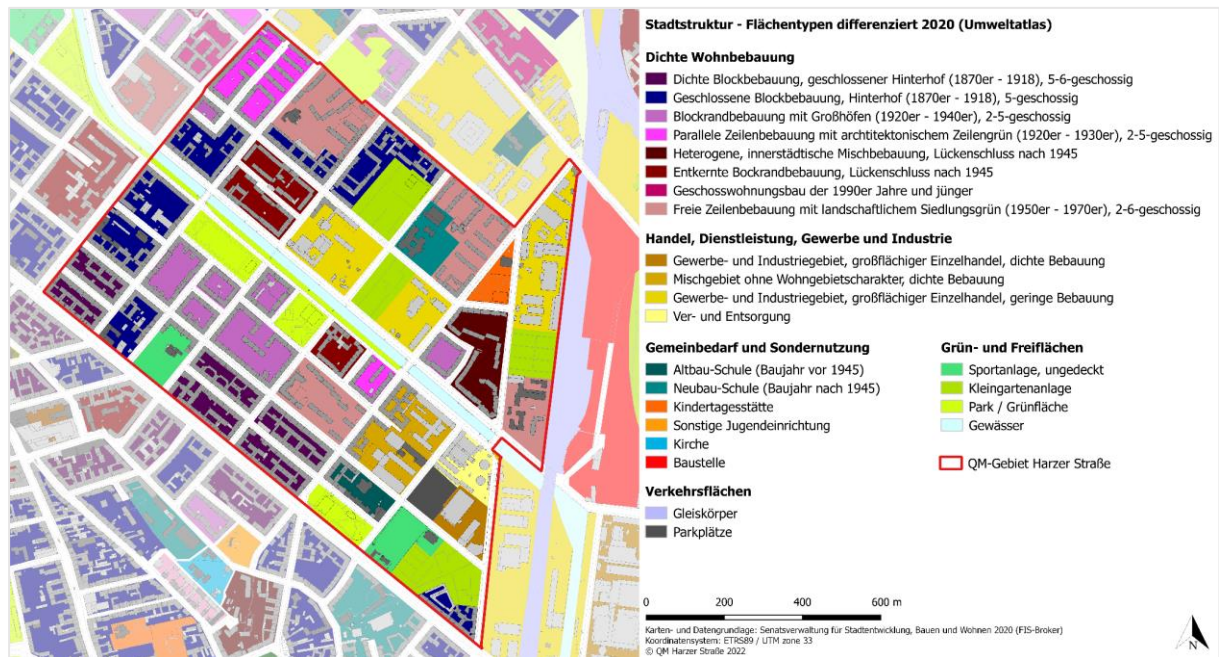 Stadtstruktur - Flächentypen differenziert 2020 (Umweltatlas)
Dichte Wohnbebauung
Dichte Blockbebauung, geschlossener Hinterhof (1870er - 1918), 5-6-geschossig
Geschlossene Blockbebauung, Hinterhof (1870er - 1918), 5-geschossig
Blockrandbebauung mit Großhöfen (1920er - 1940er), 2-5-geschossig
Parallele Zeilenbebauung mit archtitektonischem Zeilengrün (1920er - 1930er), 2-5-geschossig
Heterogene, innerstädtische Mischbebauung, Lückenschluss nach 1945
Entkernte Bockrandbebauung, Lückenschluss nach 1945
Geschosswohnungsbau der 1990er Jahre und jünger
Freie Zeilenbebauung mit landschaftlichem Siedlungsgrün (1950er - 1970er), 2-6-geschossig
Handel, Dienstleistung, Gewerbe und Industrie
Gewerbe- und Industriegebiet, großflächiger Einzelhandel, dichte Bebauung
Mischgebiet ohne Wohngebietscharakter, dichte Bebauung
Gewerbe- und Industriegebiet, großflächiger Einzelhandel, geringe Bebauung
Ver- und Entsorgung
Gemeinbedarf und Sondernutzung
Altbau-Schule (Baujahr vor 1945)
Neubau-Schule (Baujahr nach 1945)
Kindertagesstätte
Sonstige Jugendeinrichtung
Kirche
Baustelle
Verkehrsflächen
Gleiskörper
Parkplätze
Grün- und Freiflächen
Sportanlage, ungedeckt
Kleingartenanlage
Park / Grünfläche
Gewässer
QM-Gebiet Harzer Straße
0 200 400 600 m
Karten- und Datengrundlage: Senatsverwaltung für Stadtentwicklung, Bauen und Wohnen 2020 (FIS-Broker)
Koordinatensystem: ETRS89 / UTM zone 33
© QM Harzer Straße 2022
N